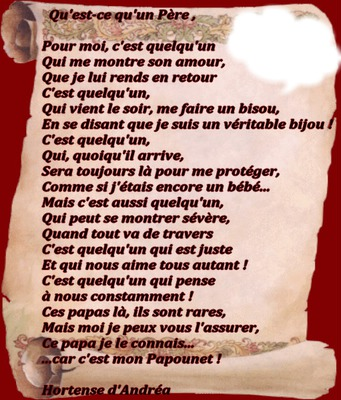 Qu'est-ce qu'un Père ,
Pour moi, c'est quelqu'un
Qui me montre son amour,
Que je lui rends en retour
C'est quelqu'un,
Qui vient le soir, me faire un bisou,
En se disant que je suis un véritable bijou !
C'est quelqu'un,
Qui, quoiqu'il arrive,
Sera toujours là pour me protéger,
Comme si j'étais encore un bébé...
Mais c'est aussi quelqu'un,
Qui peut se montrer sévère,
Quand tout va de travers
C'est quelqu'un qui est juste
Et qui nous aime tous autant !
C'est quelqu'un qui pense
à nous constamment !
Ces papas là, ils sont rares,
Mais moi je peux vous l'assurer,
Ce papa je le connais...
...car c'est mon Papounet !
Hortense d'Andréa